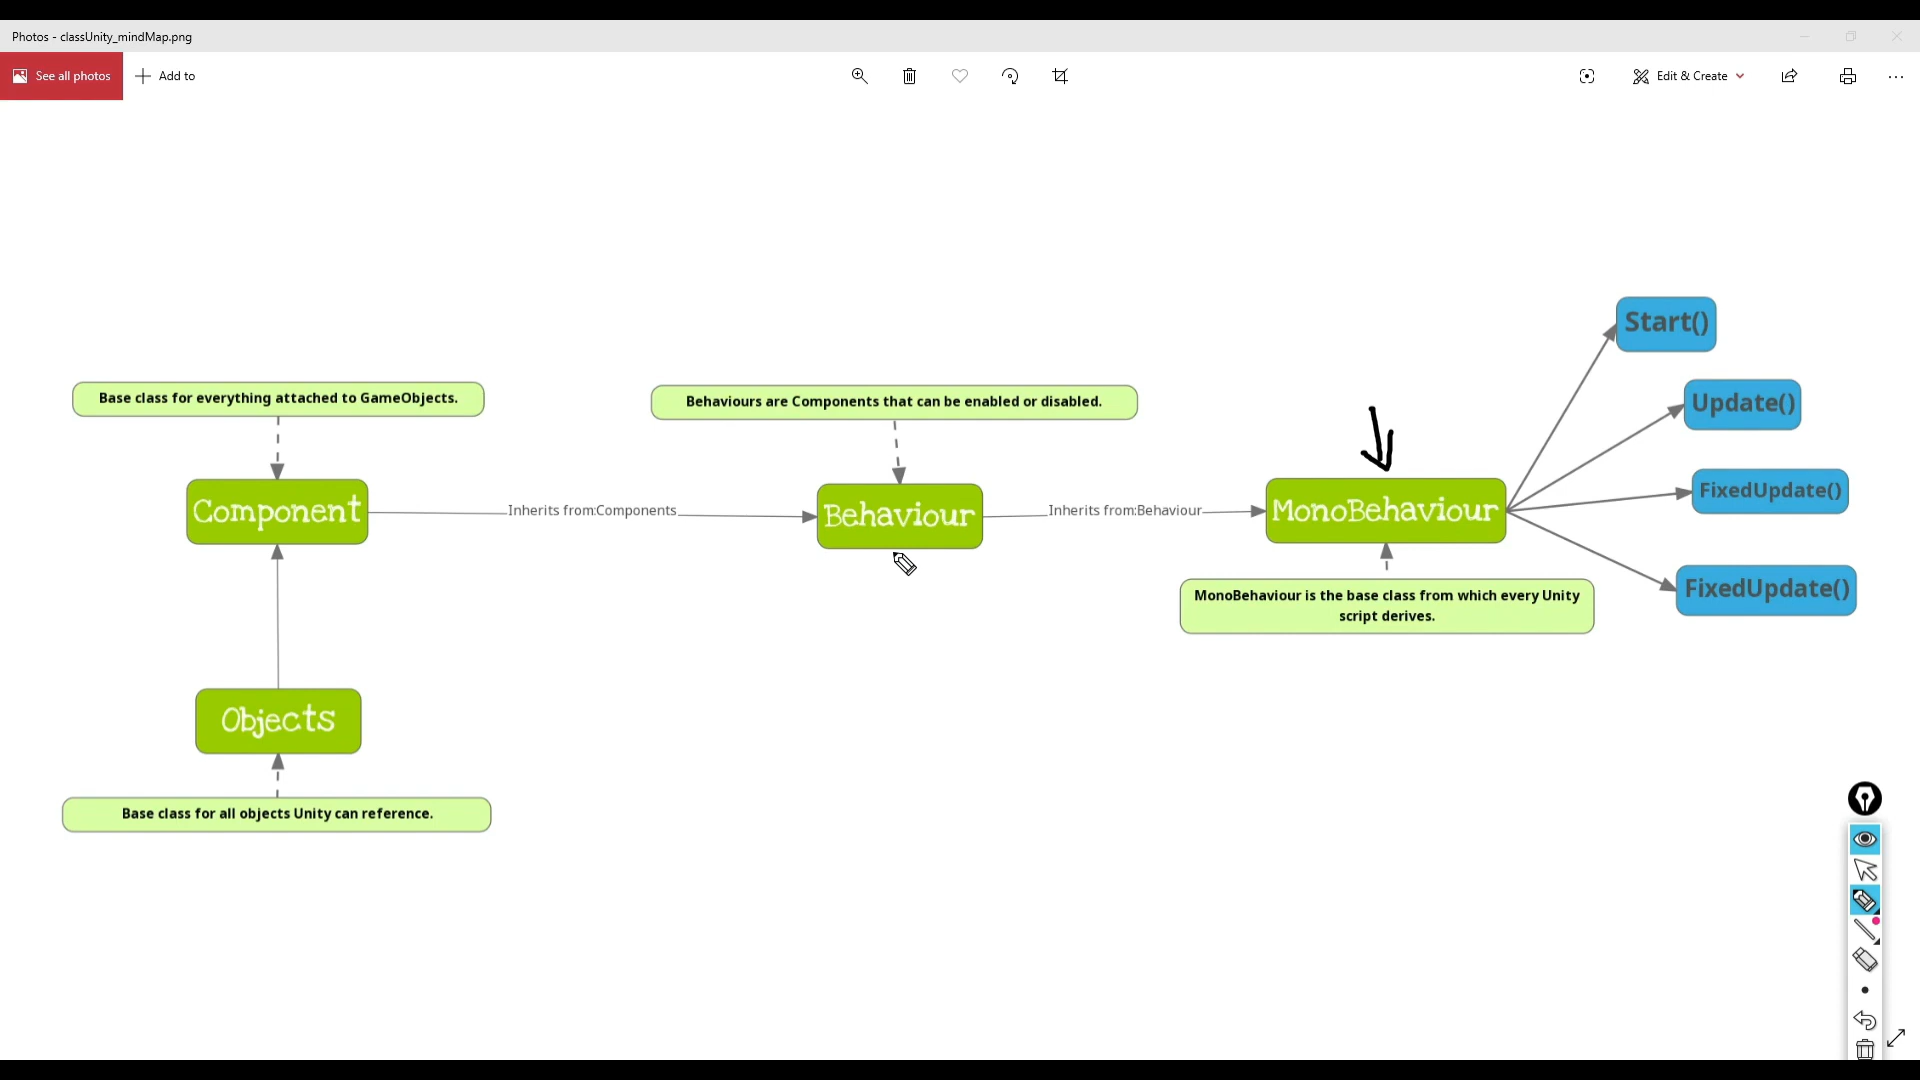 Photos - classUnity_mindMap.png
See all photos
Add to
Edit & Create
Start()
Base class for everything attached to GameObjects.
Behaviours are Components that can be enabled or disabled.
Update()
Component
Inherits from:Components
Behaviour
Inherits from:Behaviour
MonoBehaviour
FixedUpdate()
MonoBehaviour is the base class from which every Unity
script derives.
FixedUpdate()
Objects
Base class for all objects Unity can reference.